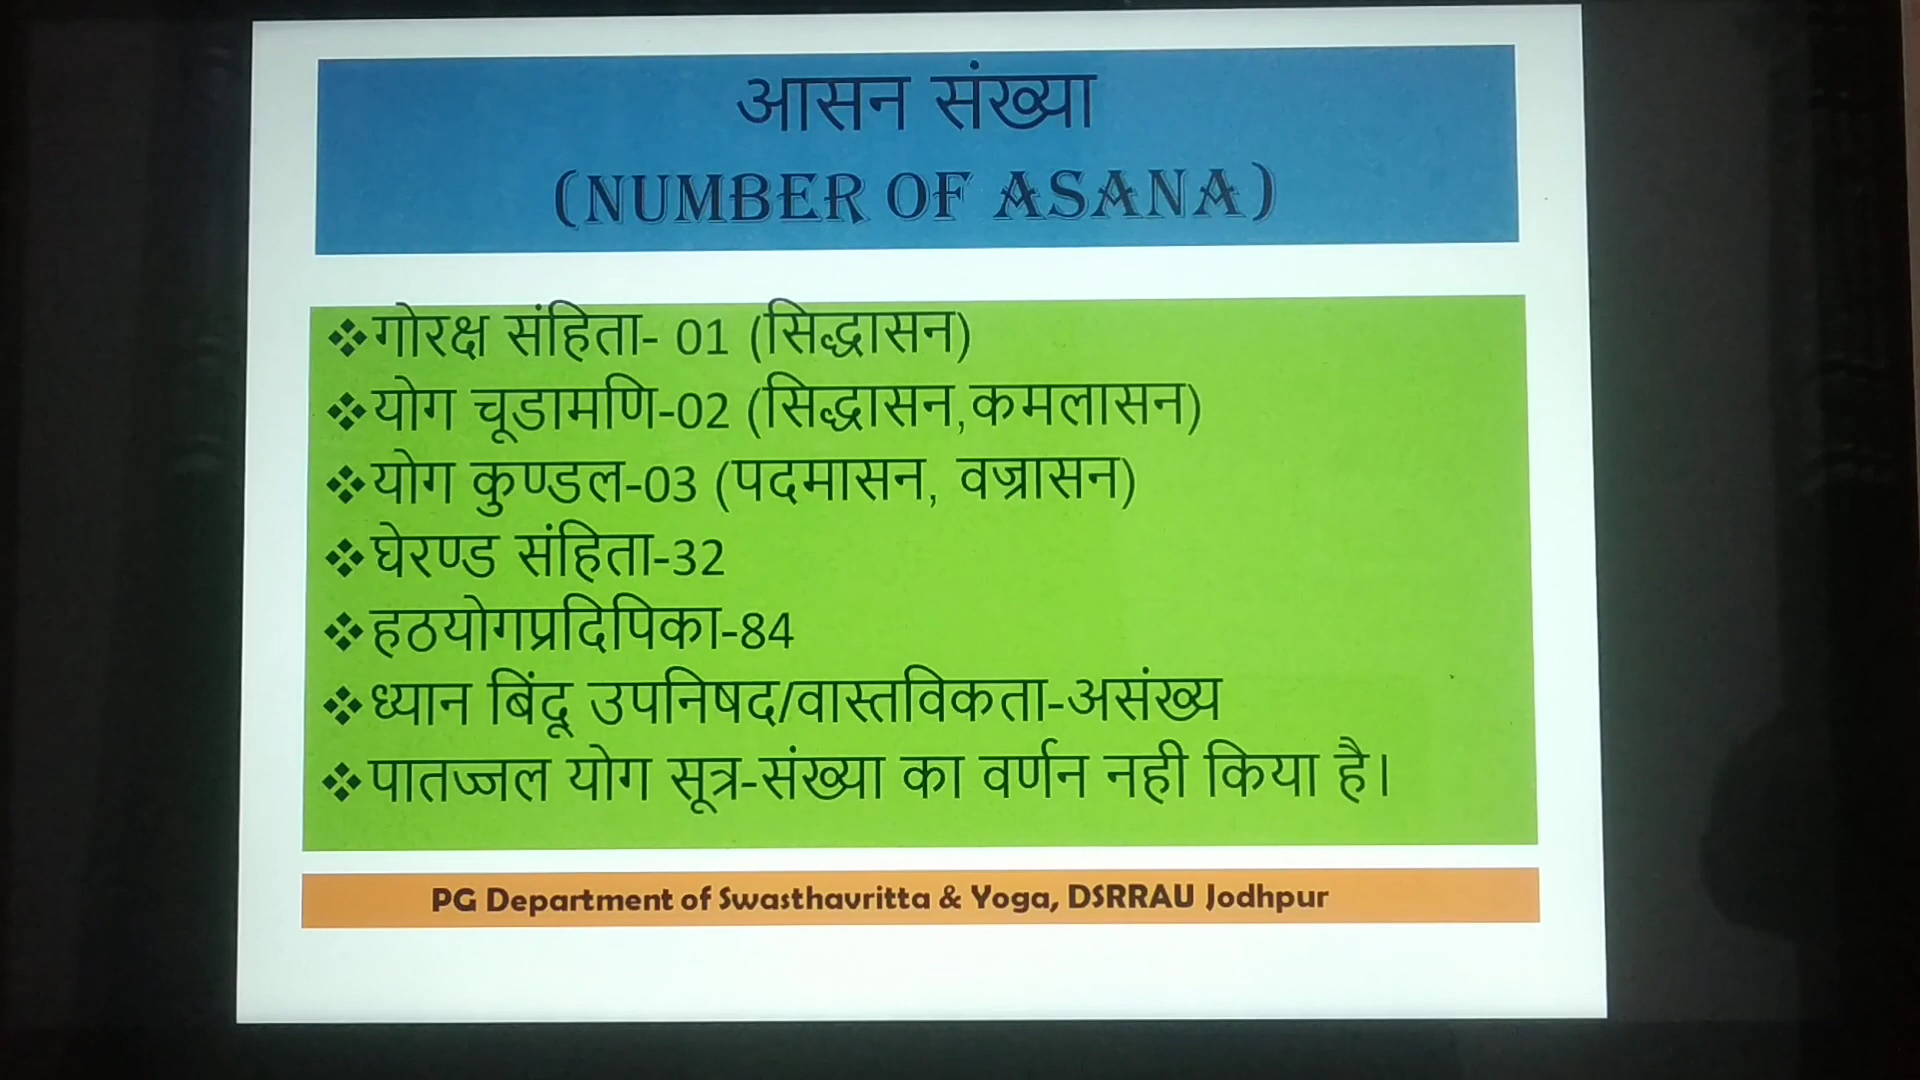 आसन संख्या
(NUMBER OF ASANA)
❖गोरक्ष संहिता- 01 (सिद्धासन)
❖योग चूडामणि-02 (सिद्धासन,कमलासन)
❖योग कुण्डल-03 (पदमासन, वज्रासन)
❖घेरण्ड संहिता-32
❖हठयोगप्रदिपिका-84
❖ध्यान बिंदू उपनिषद/वास्तविकता-असंख्य
❖पातज्जल योग सूत्र-संख्या का वर्णन नही किया है।
PG Department of Swasthavritta & Yoga, DSRRAU Jodhpur